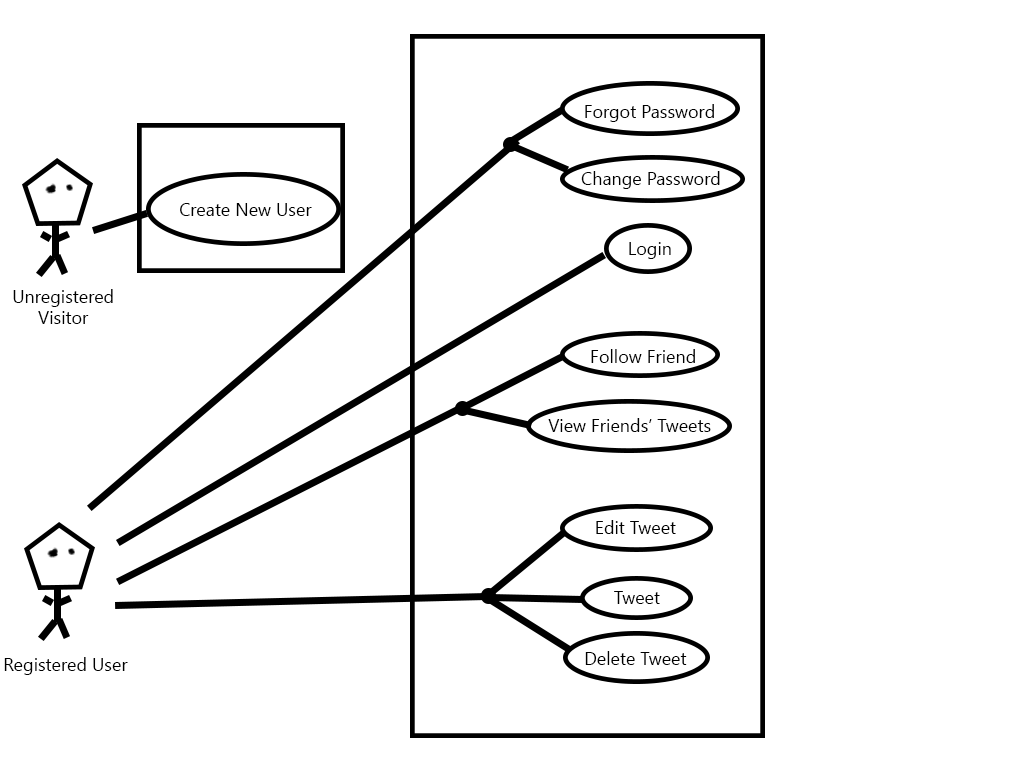 Forgot Password
Change Password
Create New User
Login
Unregistered
Visitor
Follow Friend
View Friends’ Tweets
Edit Tweet
Tweet
Delete Tweet
Registered User